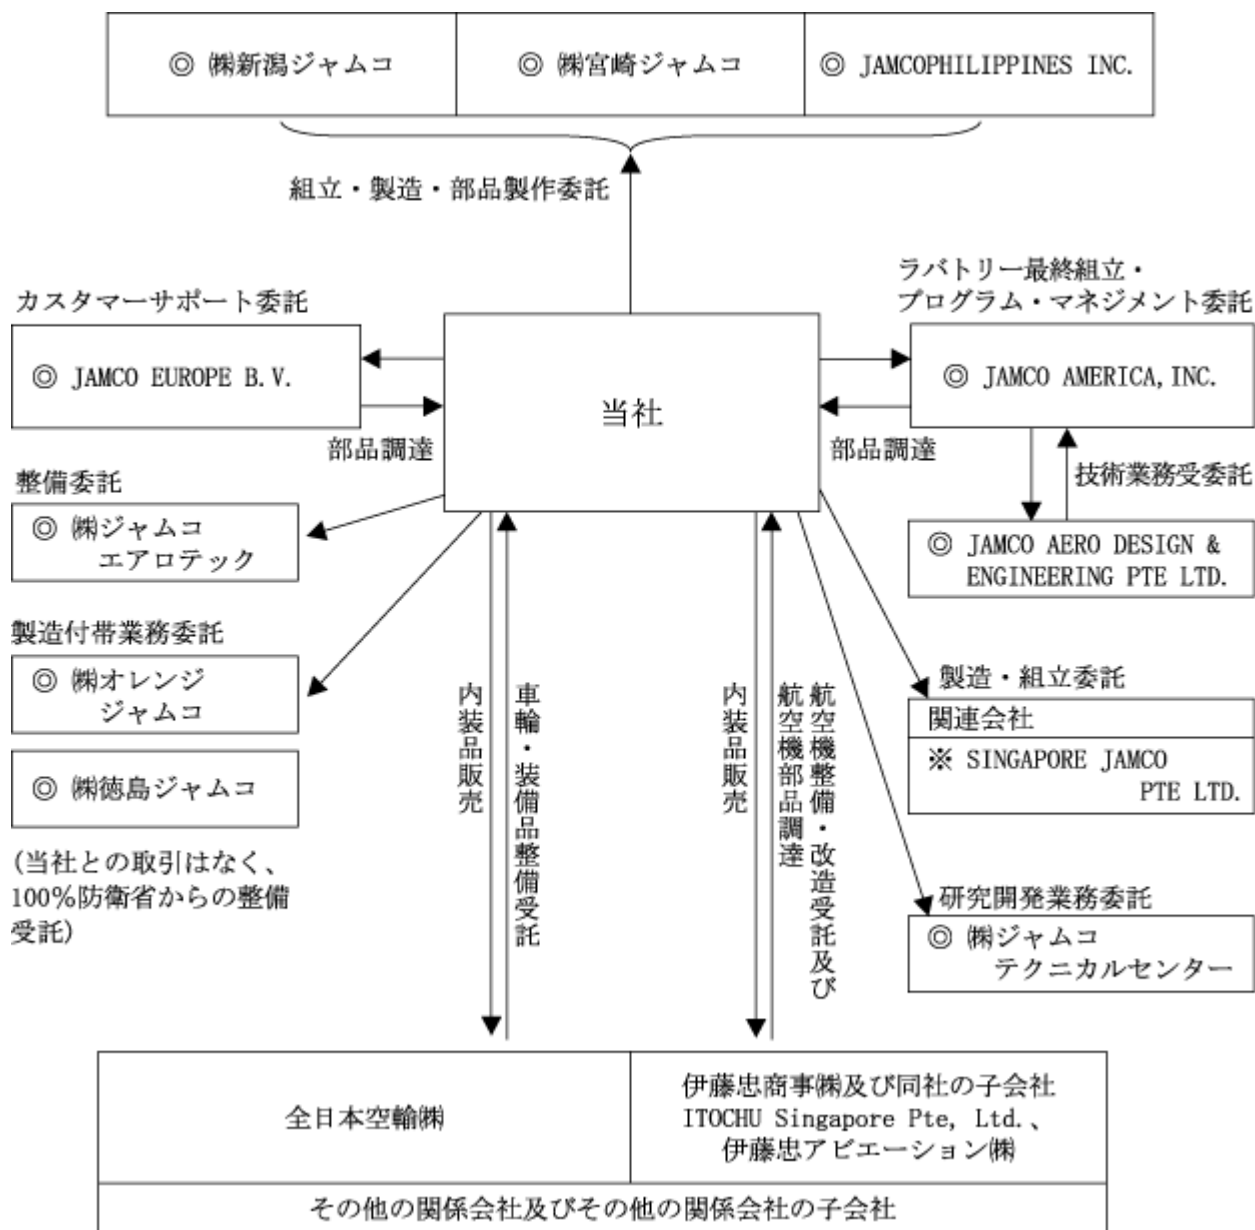 ◎ ㈱新潟ジャムコ
◎ ㈱宮崎ジャムコ
◎ JAMCOPHILIPPINES INC.
組立・製造・部品製作委託
カスタマーサポート委託
◎ JAMCO EUROPE B.V.
部品調達
当社
ラバトリー最終組立・
プログラム・マネジメント委託
◎ JAMCO AMERICA,INC.
部品調達
技術業務受委託
◎ JAMCO AERO DESIGN &
ENGINEERING PTE LTD.
整備委託
◎ ㈱ジャムコ
エアロテック
製造付帯業務委託
◎ ㈱オレンジ
ジャムコ
◎ ㈱徳島ジャムコ
(当社との取引はなく、
100%防衛省からの整備
受託)
内装品販売
車輪・装備品整備受託
内装品販売
航空機整備・改造受託及び
航空機部品調達
製造・組立委託
関連会社
※ SINGAPORE JAMCO
PTE LTD.
研究開発業務委託
◎ ㈱ジャムコ
テクニカルセンター
全日本空輸㈱
伊藤忠商事㈱及び同社の子会社
ITOCHU Singapore Pte, Ltd.、
伊藤忠アビエーション㈱
その他の関係会社及びその他の関係会社の子会社